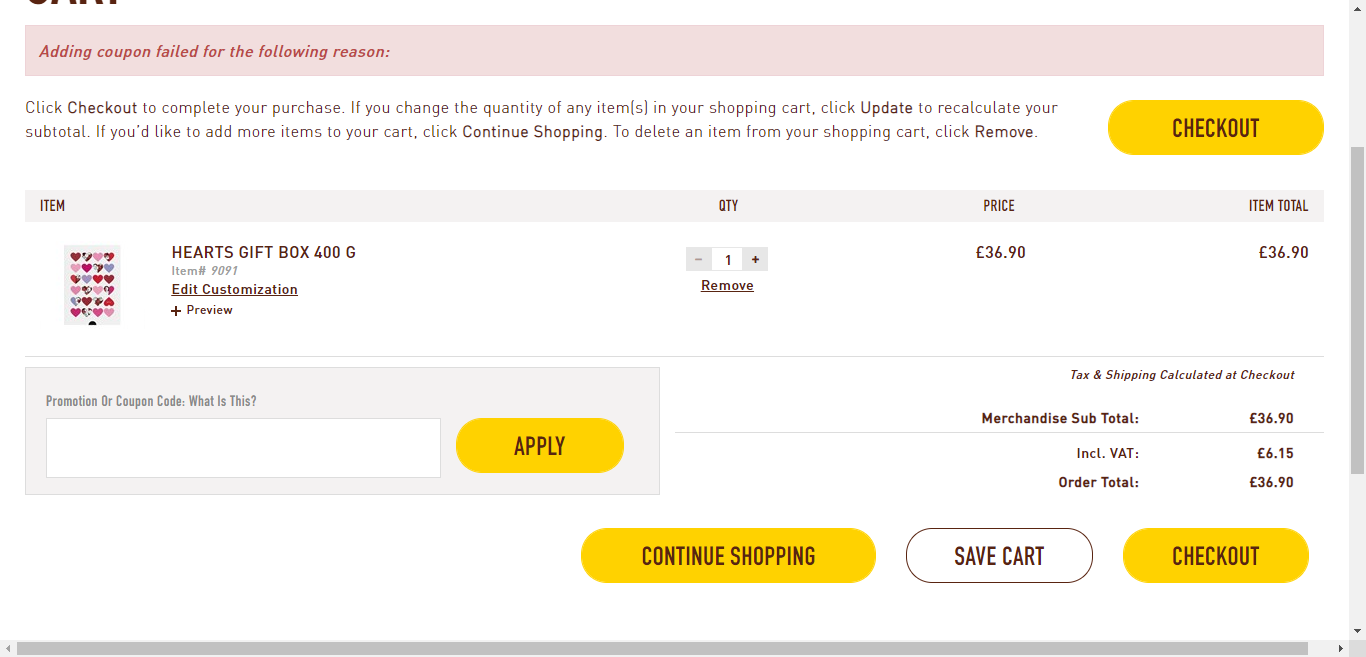 CART
Adding coupon failed for the following reason:
Click Checkout to complete your purchase. If you change the quantity of any item(s) in your shopping cart, click Update to recalculate your
subtotal. If you’d like to add more items to your cart, click Continue Shopping. To delete an item from your shopping cart, click Remove.
CHECKOUT
ITEM QTY PRICE ITEM TOTAL
HEARTS GIFT BOX 400 G
Item# 9091
Edit Customization
+ Preview
− 1 +
Remove
£36.90 £36.90
Tax & Shipping Calculated at Checkout
Promotion Or Coupon Code: What Is This?
APPLY
Merchandise Sub Total: £36.90
Incl. VAT: £6.15
Order Total: £36.90
CONTINUE SHOPPING SAVE CART CHECKOUT